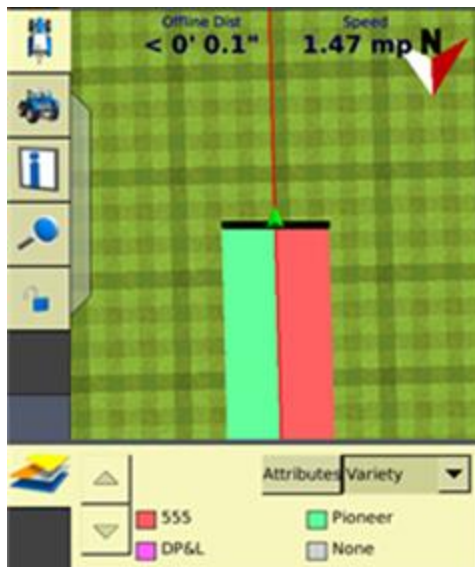 Offline Dist
< 0' 0.1"
Speed
1.47 mp
N
Attributes
Variety
555
Pioneer
DP&L
None